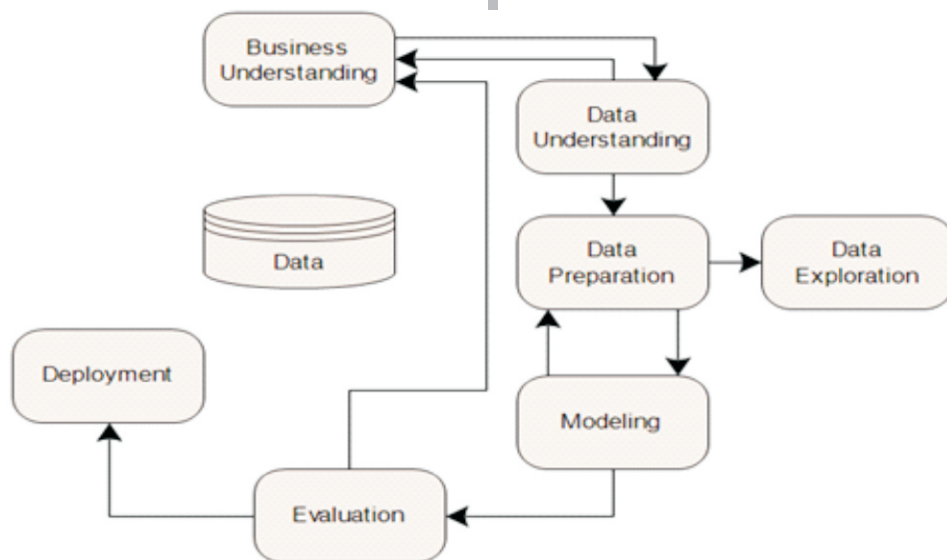 Business
Understanding
Data
Understanding
Data
Data
Preparation
Data
Exploration
Deployment
Modeling
Evaluation